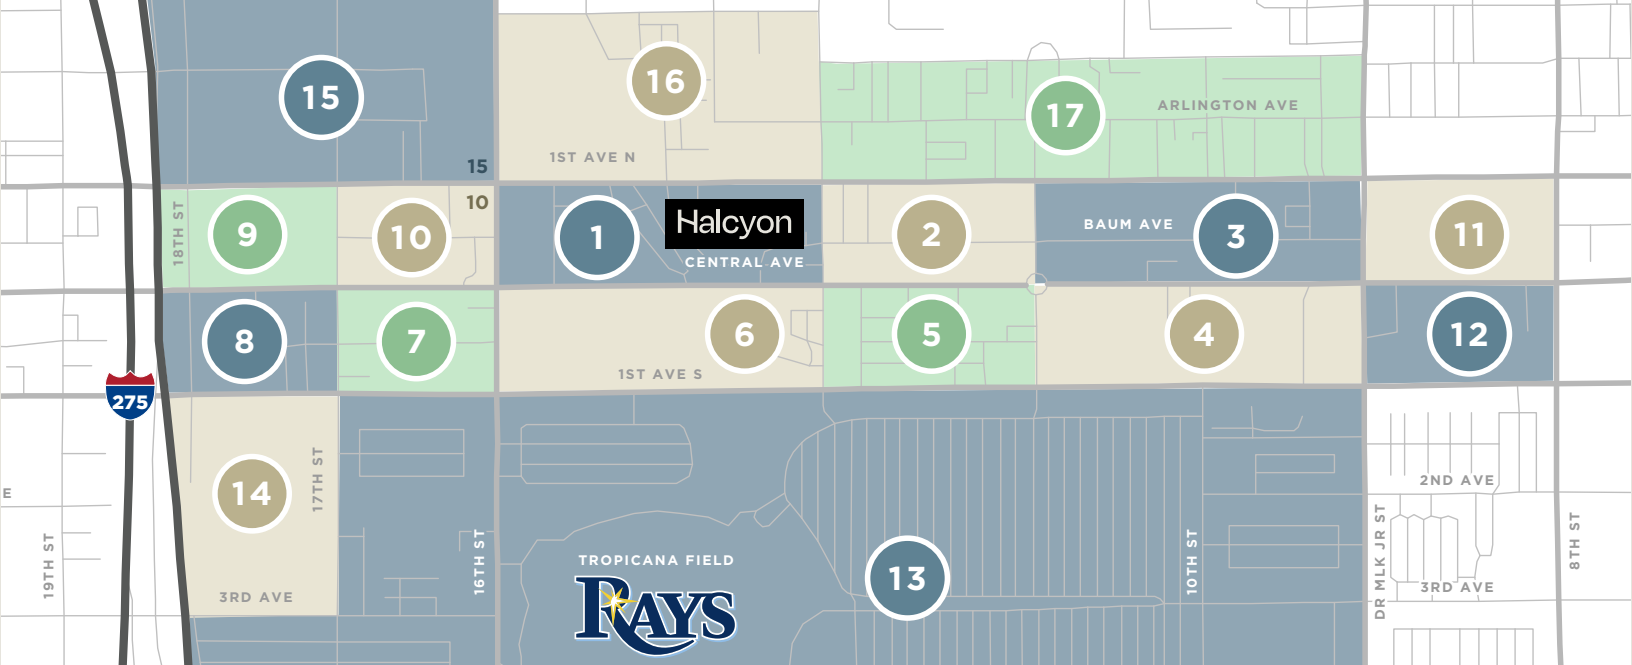 15
16
17
ARLINGTON AVE
1ST AVE N
15
10
18TH ST
9
10
1
Halcyon
CENTRAL AVE
2
BAUM AVE
3
11
8
7
6
1ST AVE S
5
4
12
275
14
17TH ST
3RD AVE
E
19TH ST
16TH ST
TROPICANA FIELD
RAYS
13
10TH ST
2ND AVE
DR MLK JR ST
3RD AVE
8TH ST